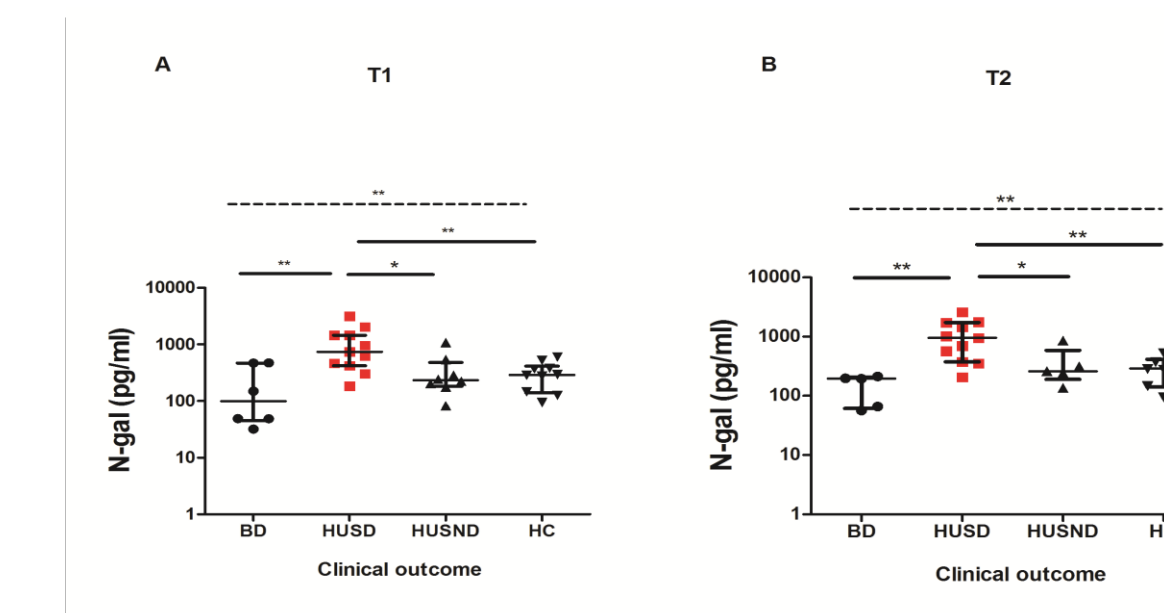 A
T1
**
**
**
*
10000
1000
100
10
1
N-gal (pg/ml)
BD HUSD HUSND HC
Clinical outcome
B
T2
**
**
**
*
10000
1000
100
10
1
N-gal (pg/ml)
BD HUSD HUSND H
Clinical outcome